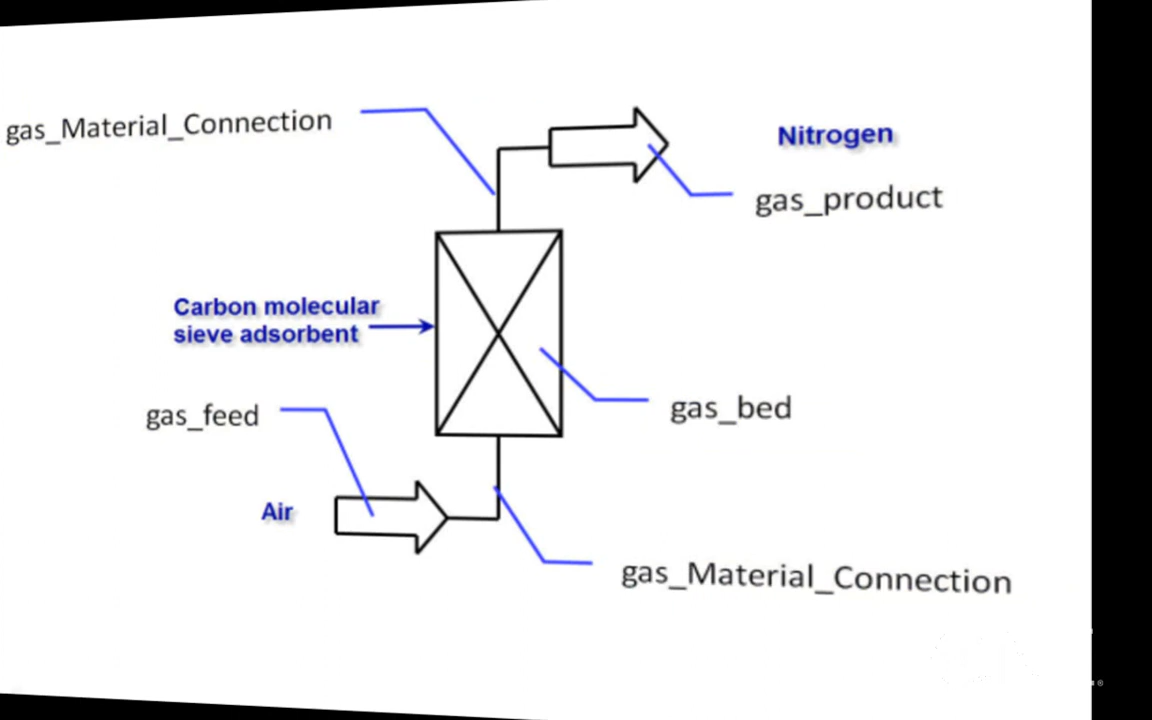 gas_Material_Connection
Nitrogen
gas_product
Carbon molecular
sieve adsorbent
gas_feed
gas_bed
Air
gas_Material_Connection